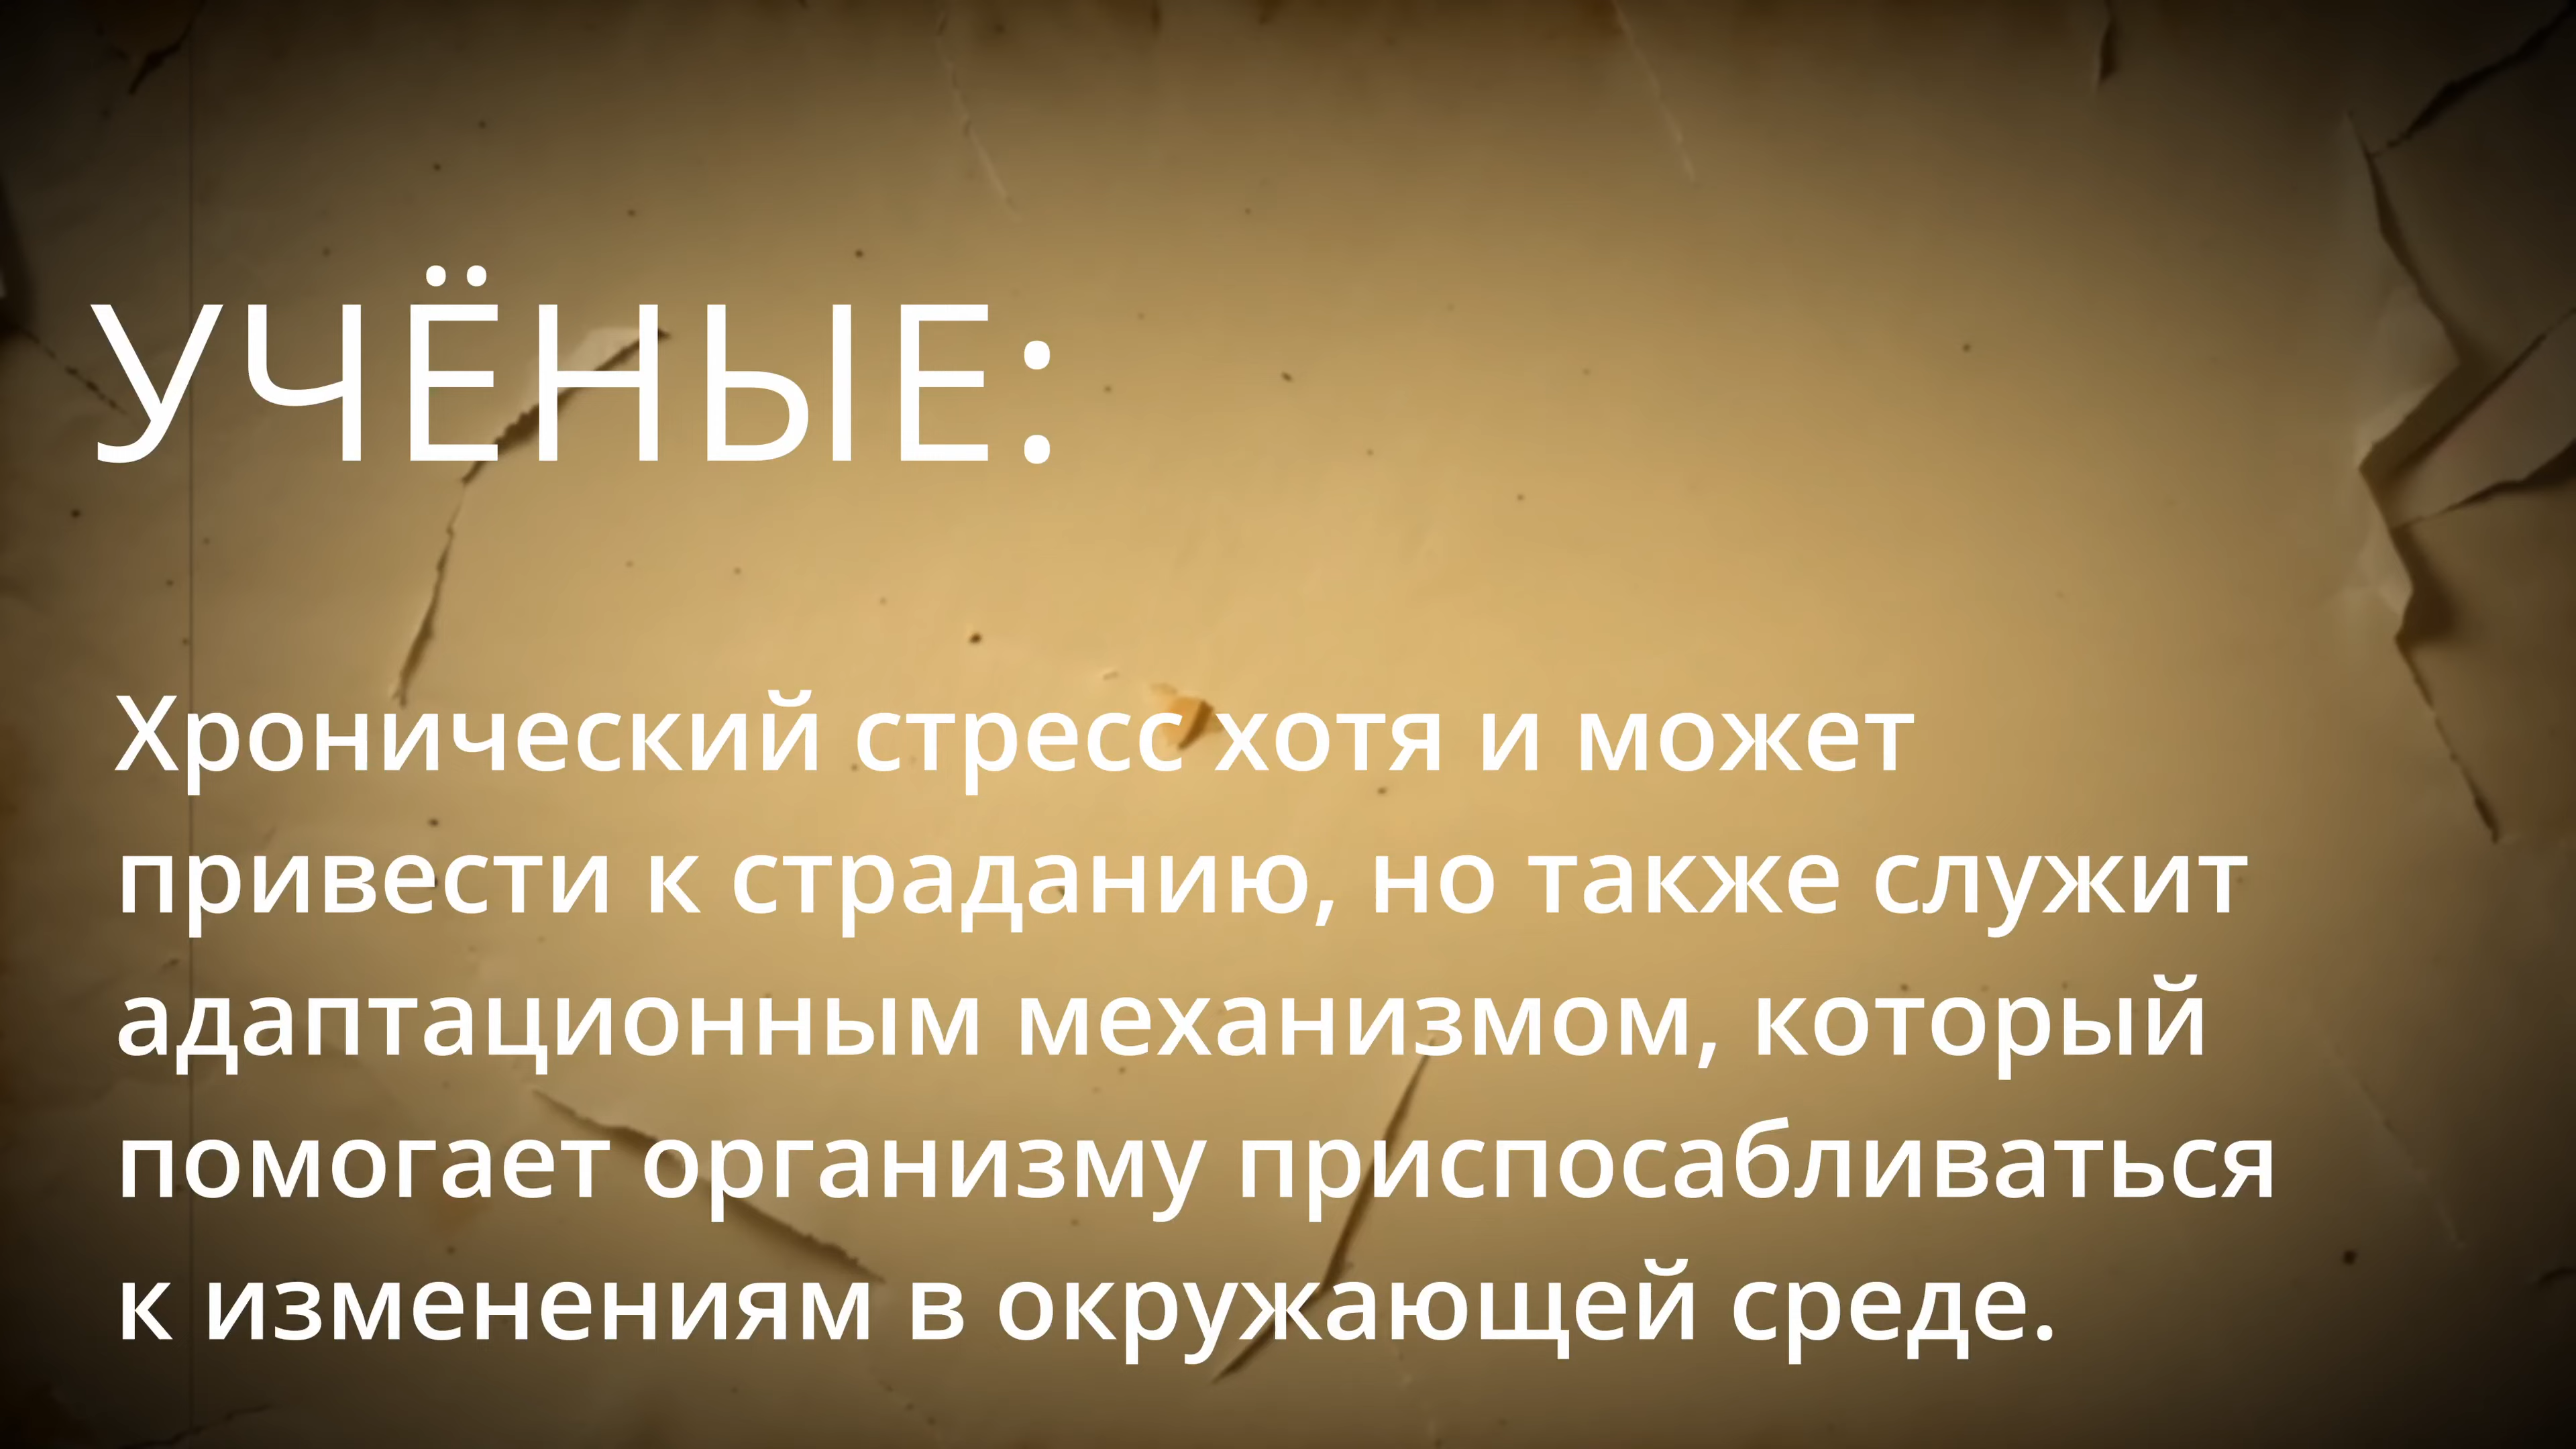 УЧЁНЫЕ:
Хронический стресс хотя и может
привести к страданию, но также служит
адаптационным механизмом, который
помогает организму приспосабливаться
к изменениям в окружающей среде.